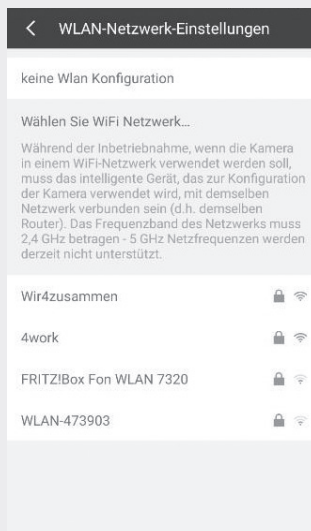 WLAN-Netzwerk-Einstellungen
keine Wlan Konfiguration
Wählen Sie WiFi Netzwerk...
Während der Inbetriebnahme, wenn die Kamera
in einem WiFi-Netzwerk verwendet werden soll,
muss das intelligente Gerät, das zur Konfiguration
der Kamera verwendet wird, mit demselben
Netzwerk verbunden sein (d.h. demselben
Router). Das Frequenzband des Netzwerks muss
2,4 GHz betragen - 5 GHz Netzfrequenzen werden
derzeit nicht unterstützt.
Wir4zusammen
4work
FRITZ!Box Fon WLAN 7320
WLAN-473903